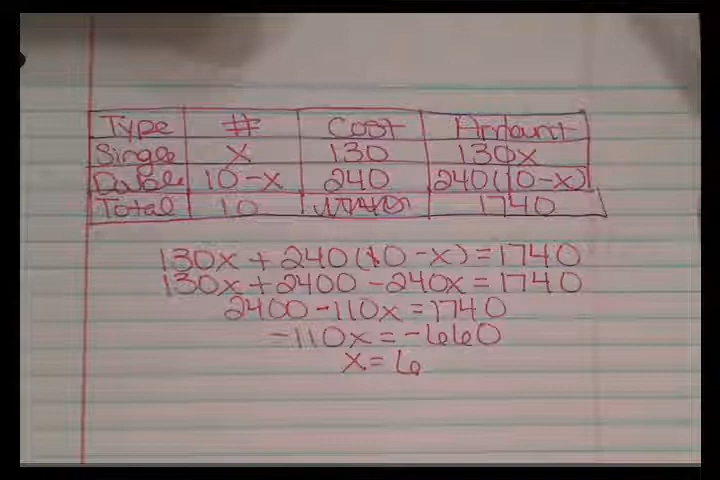 Type # Cost Amount
Single x 130 130x
Double 10-x 240 240(10-x)
Total 10 1740
130x + 240(10-x) = 1740
130x + 2400 - 240x = 1740
2400 - 110x = 1740
-110x = -660
x = 6